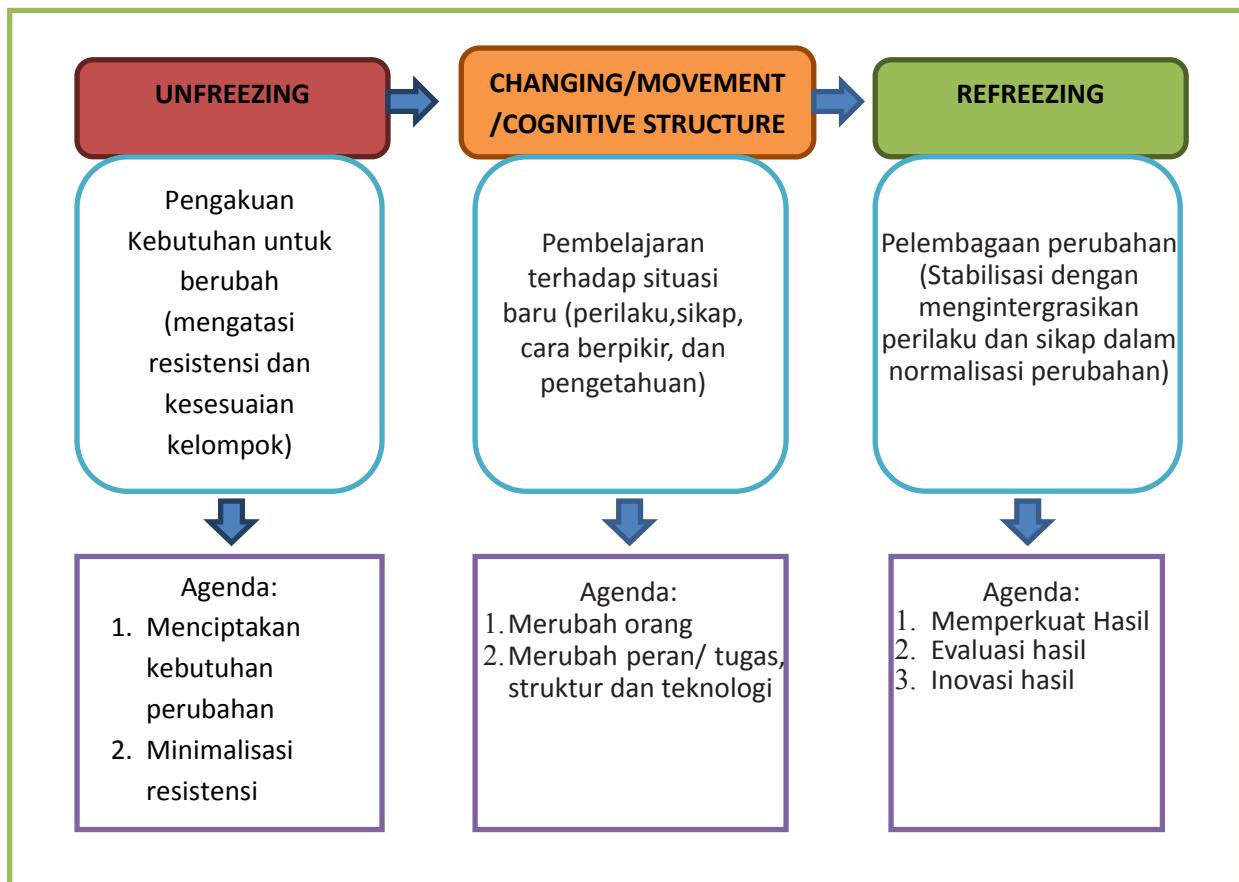 UNFREEZING
CHANGING/MOVEMENT
/COGNITIVE STRUCTURE
REFREEZING
Pengakuan
Kebutuhan untuk
berubah
(mengatasi
resistensi dan
kesesuaian
kelompok)
Pembelajaran
terhadap situasi
baru (perilaku,sikap,
cara berpikir, dan
pengetahuan)
Pelembagaan perubahan
(Stabilisasi dengan
mengintergrasikan
perilaku dan sikap dalam
normalisasi perubahan)
Agenda:
1. Menciptakan
kebutuhan
perubahan
2. Minimalisasi
resistensi
Agenda:
1. Merubah orang
2. Merubah peran/ tugas,
struktur dan teknologi
Agenda:
1. Memperkuat Hasil
2. Evaluasi hasil
3. Inovasi hasil